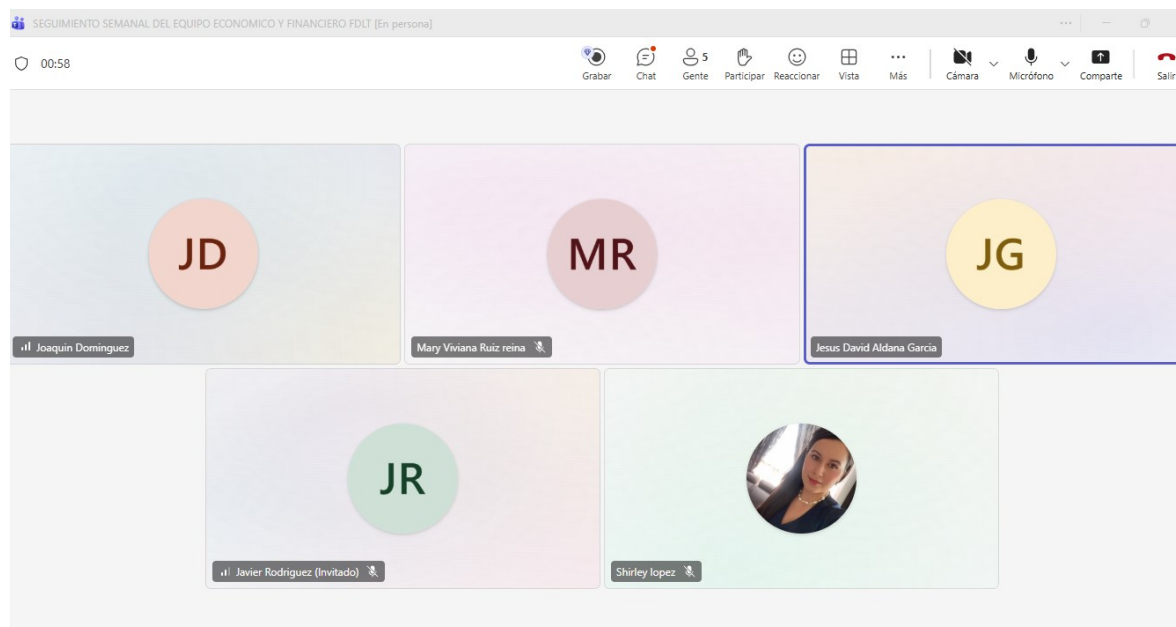 SEGUIMIENTO SEMANAL DEL EQUIPO ECONOMICO Y FINANCIERO FDLT [En persona]
00:58
Grabar
Chat
5
Gente
Participar
Reaccionar
Vista
Más
Cámara
Micrófono
Comparte
Salir
JD
Joaquin Dominguez
MR
Mary Viviana Ruiz reina
JG
Jesus David Aldana Garcia
JR
Javier Rodriguez (Invitado)
Shirley lopez